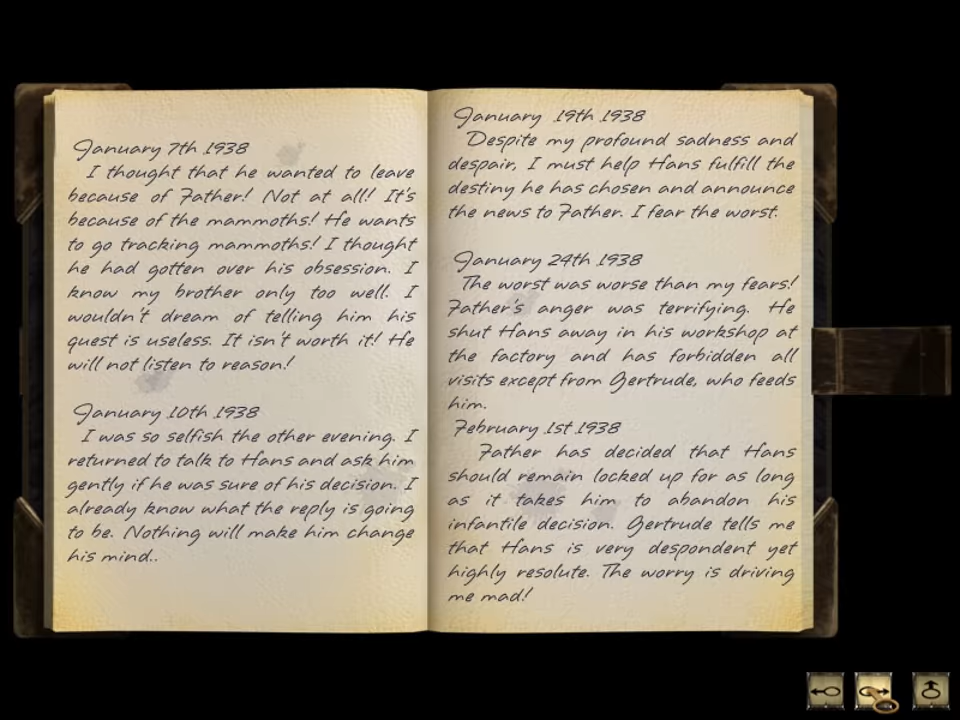 January 7th 1938
I thought that he wanted to leave
because of Father! Not at all! It's
because of the mammoths! He wants
to go tracking mammoths! I thought
he had gotten over his obsession. I
know my brother only too well. I
wouldn't dream of telling him his
quest is useless. It isn't worth it! He
will not listen to reason!
January 10th 1938
I was so selfish the other evening. I
returned to talk to Hans and ask him
gently if he was sure of his decision. I
already know what the reply is going
to be. Nothing will make him change
his mind..
January 19th 1938
Despite my profound sadness and
despair, I must help Hans fulfill the
destiny he has chosen and announce
the news to Father. I fear the worst.
January 24th 1938
The worst was worse than my fears!
Father's anger was terrifying. He
shut Hans away in his workshop at
the factory and has forbidden all
visits except from Gertrude, who feeds
him.
February 1st 1938
Father has decided that Hans
should remain locked up for as long
as it takes him to abandon his
infantile decision. Gertrude tells me
that Hans is very despondent yet
highly resolute. The worry is driving
me mad!